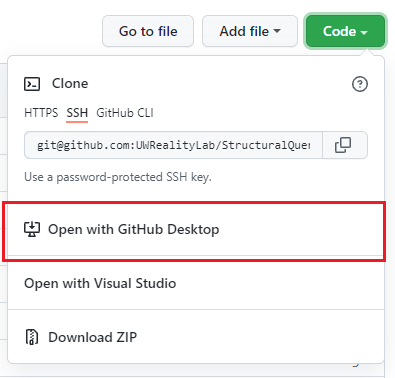 Go to file Add file Code
Clone
HTTPS SSH GitHub CLI
git@github.com:UWRealityLab/StructuralQuer
Use a password-protected SSH key.
Open with GitHub Desktop
Open with Visual Studio
Download ZIP